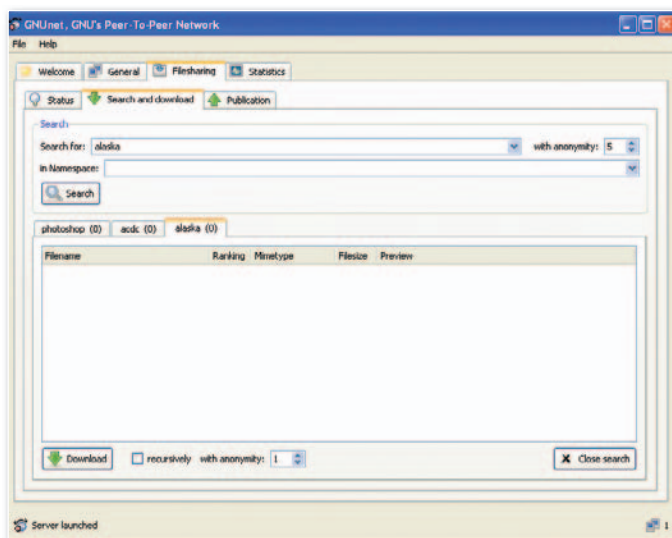 GNUnet, GNU's Peer-To-Peer Network
File Help
Welcome General Filesharing Statistics
Status Search and download Publication
Search
Search for: alaska with anonymity: 5
in Namespace:
Search
photoshop (0) acdc (0) alaska (0)
Filename Ranking Mimetype Filesize Preview
Download recursively with anonymity: 1 X Close search
Server launched 1